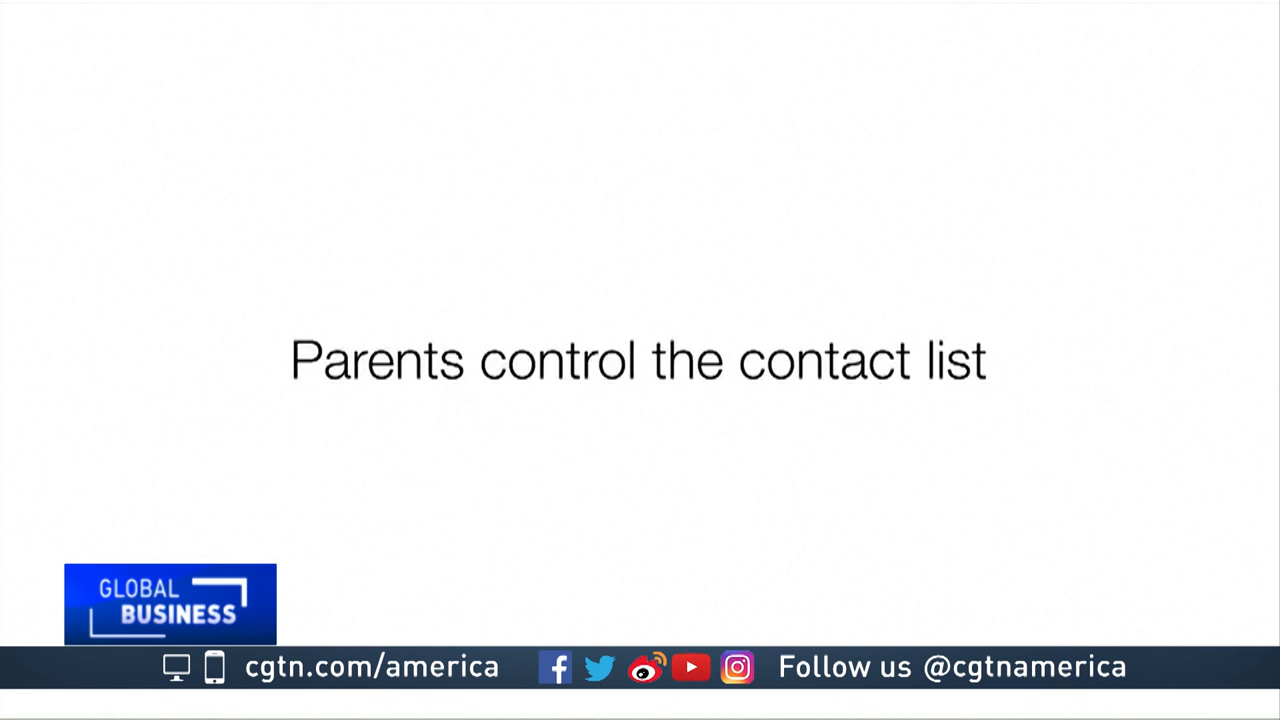 Parents control the contact list
GLOBAL
BUSINESS
cgtn.com/america
Follow us @cgtnamerica